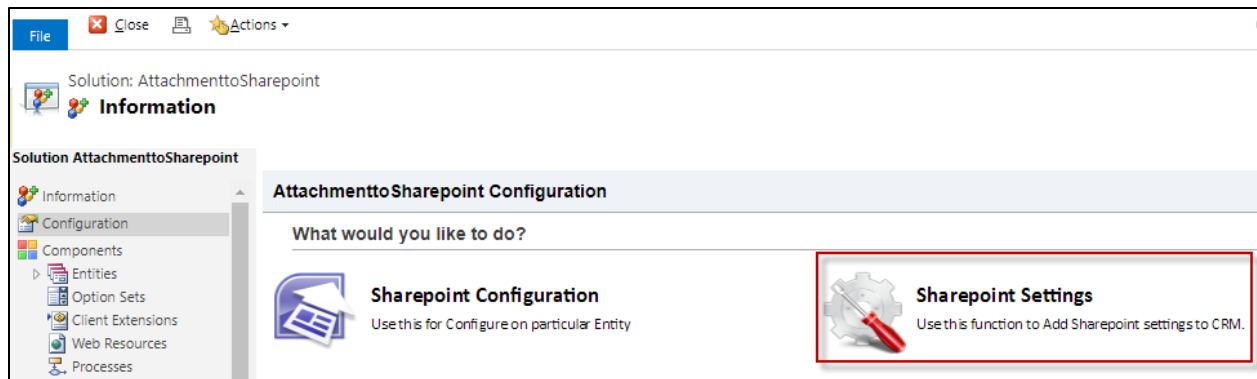 File
Close
Actions
Solution: AttachmenttoSharepoint
Information
Solution AttachmenttoSharepoint
Information
Configuration
Components
Entities
Option Sets
Client Extensions
Web Resources
Processes
AttachmenttoSharepoint Configuration
What would you like to do?
Sharepoint Configuration
Use this for Configure on particular Entity
Sharepoint Settings
Use this function to Add Sharepoint settings to CRM.